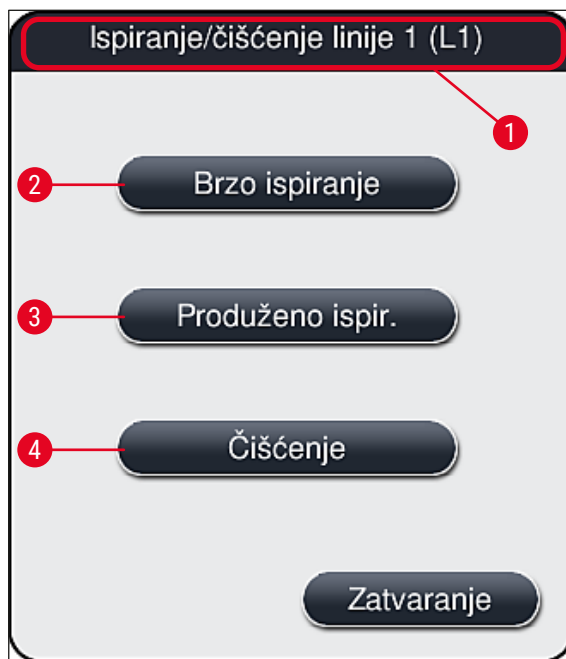 Ispiranje/čišćenje linije 1 (L1)
1
2 Brzo ispiranje
3 Produženo ispir.
4 Čišćenje
Zatvaranje